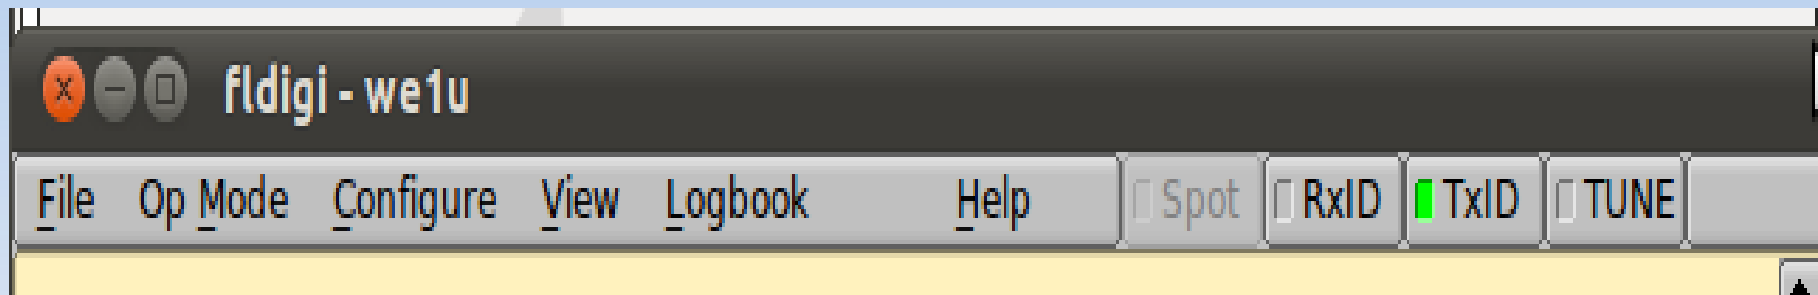 fldigi - we1u
File Op Mode Configure View Logbook Help Spot RxID TxID TUNE